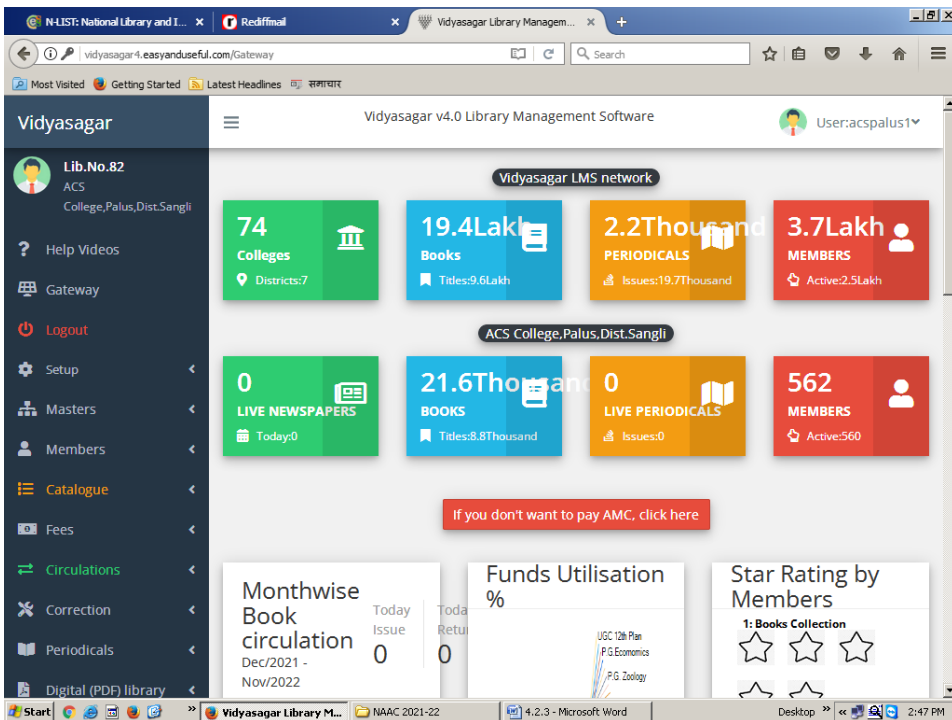 N-LIST: National Library and I...
Rediffmail
Vidyasagar Library Managem...
vidyasagar4.easyanduseful.com/Gateway
Search
Most Visited
Getting Started
Latest Headlines
समाचार
Vidyasagar
Vidyasagar v4.0 Library Management Software
User:acspalus1
Lib.No.82
ACS
College,Palus,Dist.Sangli
Help Videos
Gateway
Logout
Setup
Masters
Members
Catalogue
Fees
Circulations
Correction
Periodicals
Digital (PDF) library
Vidyasagar LMS network
74
Colleges
Districts:7
19.4Lakh
Books
Titles:9.6Lakh
2.2Thousand
PERIODICALS
Issues:19.7Thousand
3.7Lakh
MEMBERS
Active:2.5Lakh
ACS College,Palus,Dist.Sangli
0
LIVE NEWSPAPERS
Today:0
21.6Thousand
BOOKS
Titles:8.8Thousand
0
LIVE PERIODICALS
Issues:0
562
MEMBERS
Active:560
If you don't want to pay AMC, click here
Monthwise
Book
circulation
Dec/2021 -
Nov/2022
Today
Issue
0
Toda
Retu
0
Funds Utilisation
%
UGC 12th Plan
P.G.Ecomomics
P.G. Zoology
Star Rating by
Members
1: Books Collection
Start
Vidyasagar Library M...
NAAC 2021-22
4.2.3 - Microsoft Word
Desktop
2:47 PM